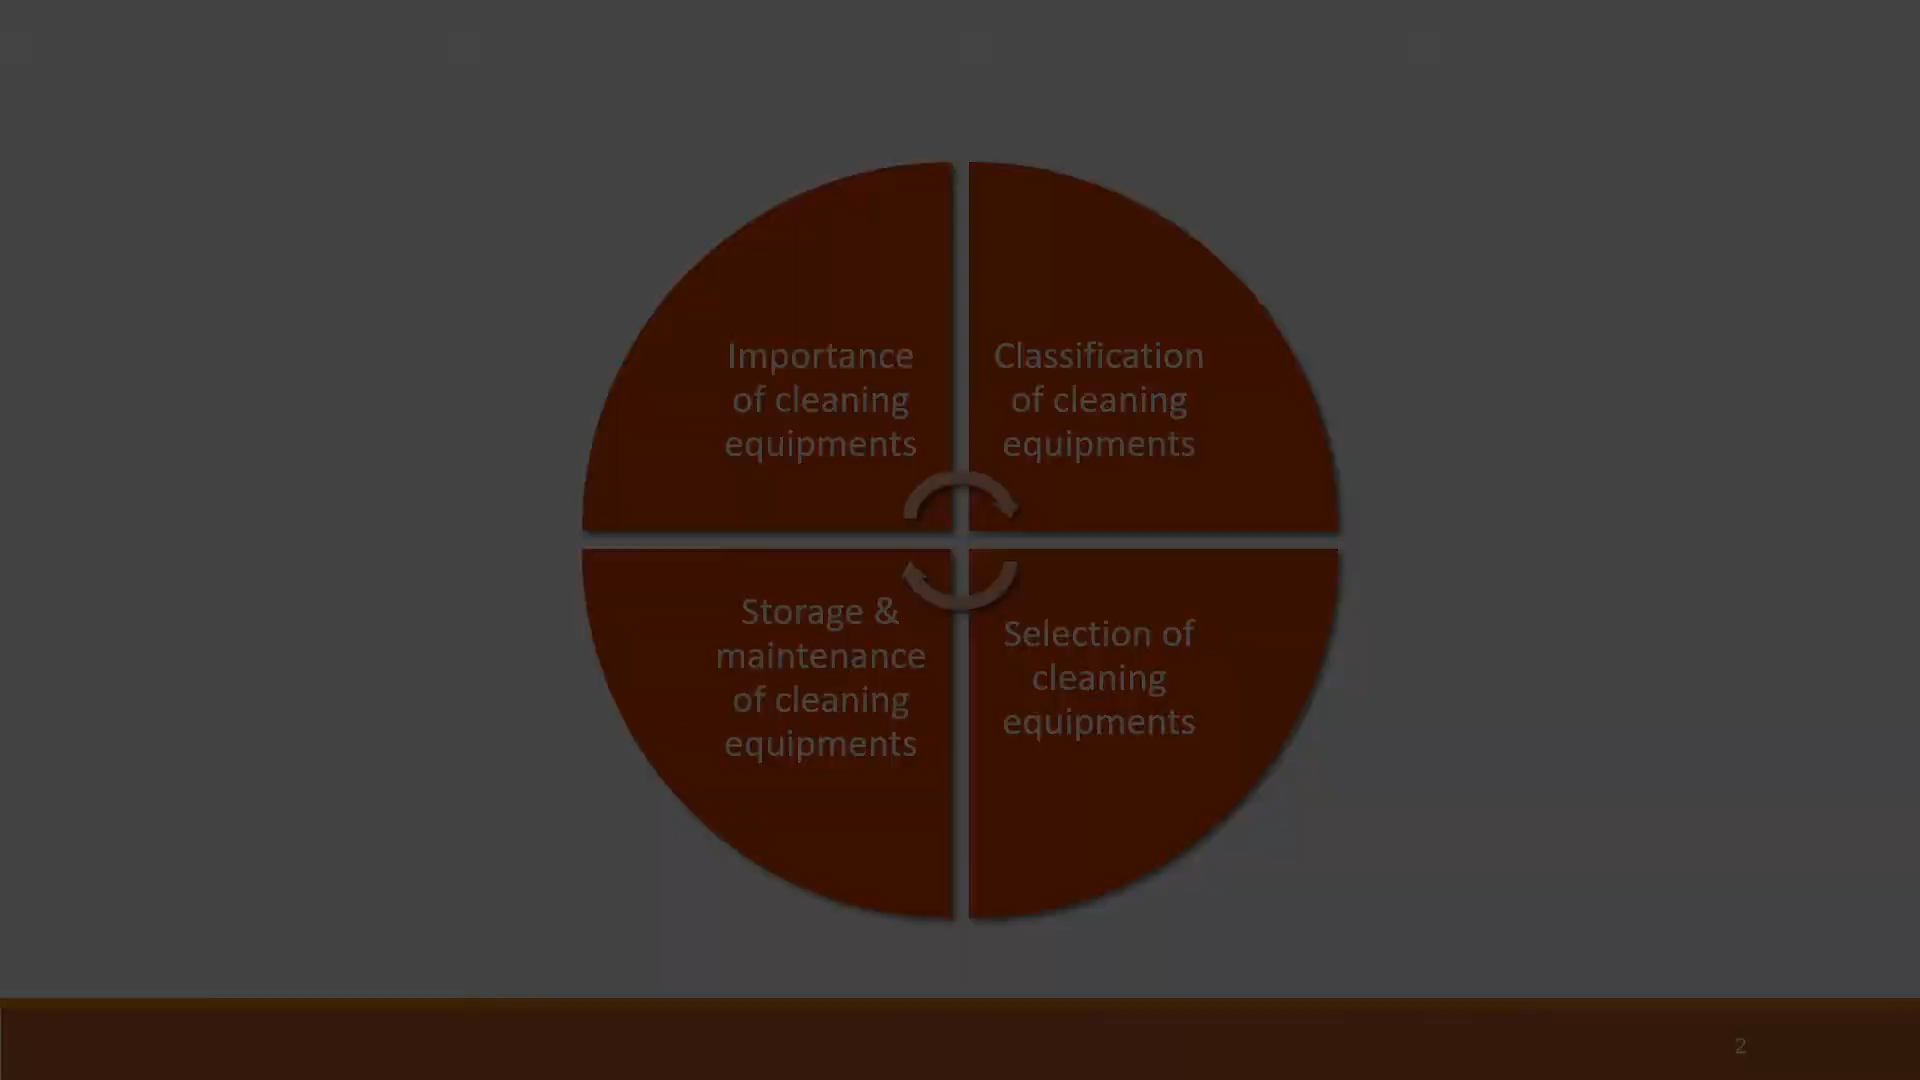 Importance
of cleaning
equipments
Classification
of cleaning
equipments
Storage &
maintenance
of cleaning
equipments
Selection of
cleaning
equipments
2